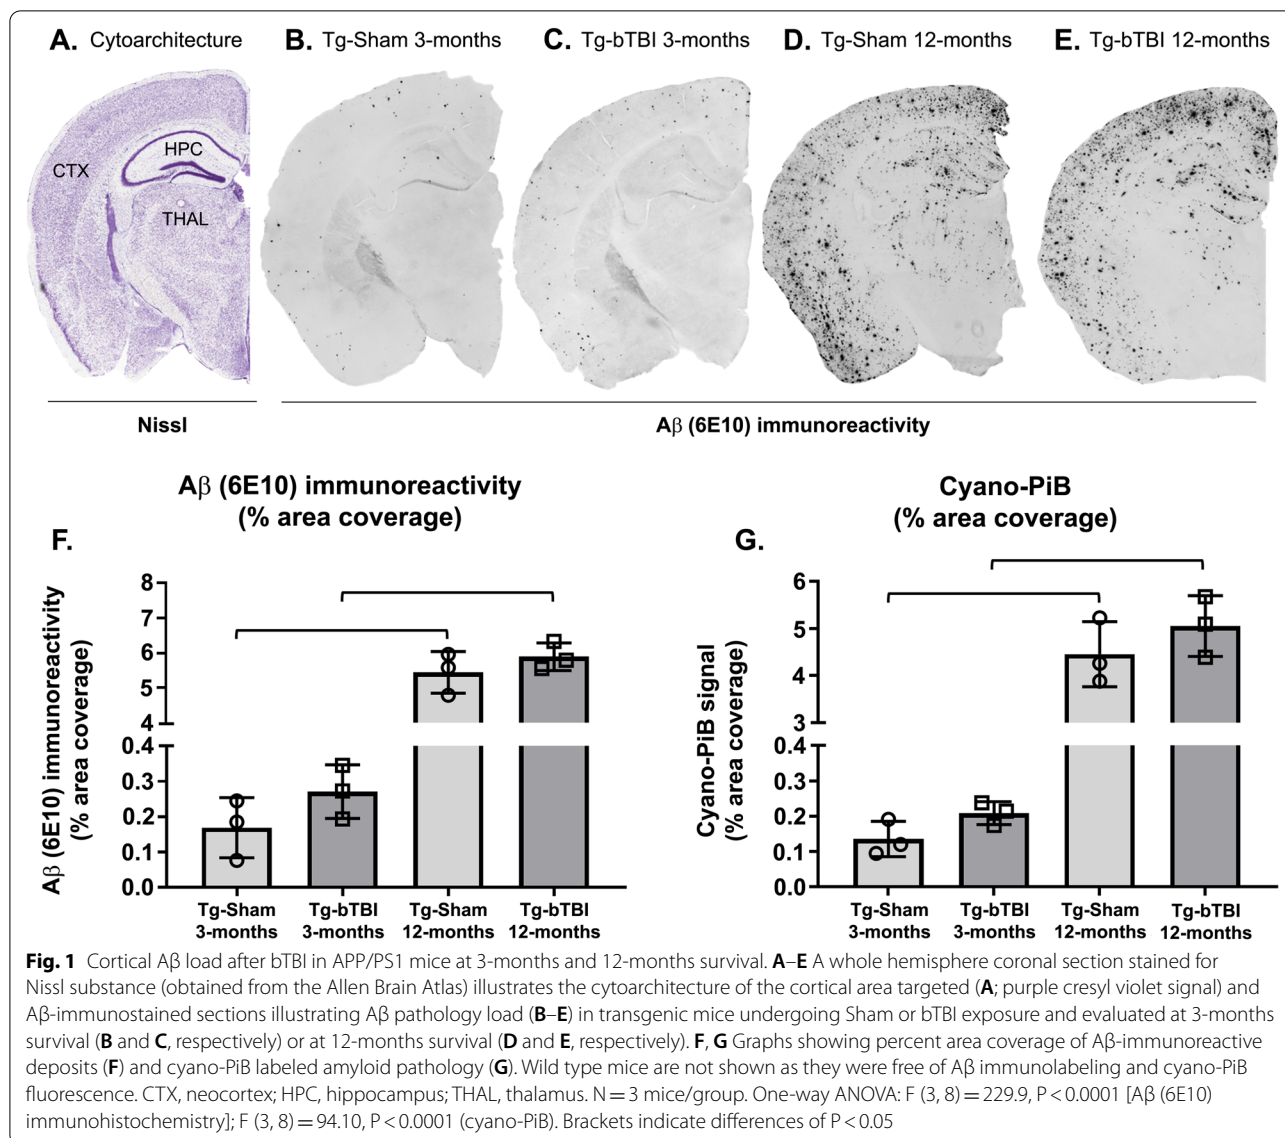 A. Cytoarchitecture
B. Tg-Sham 3-months
C. Tg-bTBI 3-months
D. Tg-Sham 12-months
E. Tg-bTBI 12-months
CTX
HPC
THAL
Nissl
Aβ (6E10) immunoreactivity
F.
Aβ (6E10) immunoreactivity
(% area coverage)
Aβ (6E10) immunoreactivity
(% area coverage)
8
7
6
5
4
0.4
0.3
0.2
0.1
0.0
Tg-Sham
3-months
Tg-bTBI
3-months
Tg-Sham
12-months
Tg-bTBI
12-months
G.
Cyano-PiB
(% area coverage)
Cyano-PiB signal
(% area coverage)
6
5
4
3
0.4
0.3
0.2
0.1
0.0
Tg-Sham
3-months
Tg-bTBI
3-months
Tg-Sham
12-months
Tg-bTBI
12-months
Fig. 1 Cortical Aβ load after bTBI in APP/PS1 mice at 3-months and 12-months survival. A–E A whole hemisphere coronal section stained for
Nissl substance (obtained from the Allen Brain Atlas) illustrates the cytoarchitecture of the cortical area targeted (A; purple cresyl violet signal) and
Aβ-immunostained sections illustrating Aβ pathology load (B–E) in transgenic mice undergoing Sham or bTBI exposure and evaluated at 3-months
survival (B and C, respectively) or at 12-months survival (D and E, respectively). F, G Graphs showing percent area coverage of Aβ-immunoreactive
deposits (F) and cyano-PiB labeled amyloid pathology (G). Wild type mice are not shown as they were free of Aβ immunolabeling and cyano-PiB
fluorescence. CTX, neocortex; HPC, hippocampus; THAL, thalamus. N = 3 mice/group. One-way ANOVA: F (3, 8) = 229.9, P < 0.0001 [Aβ (6E10)
immunohistochemistry]; F (3, 8) = 94.10, P < 0.0001 (cyano-PiB). Brackets indicate differences of P < 0.05